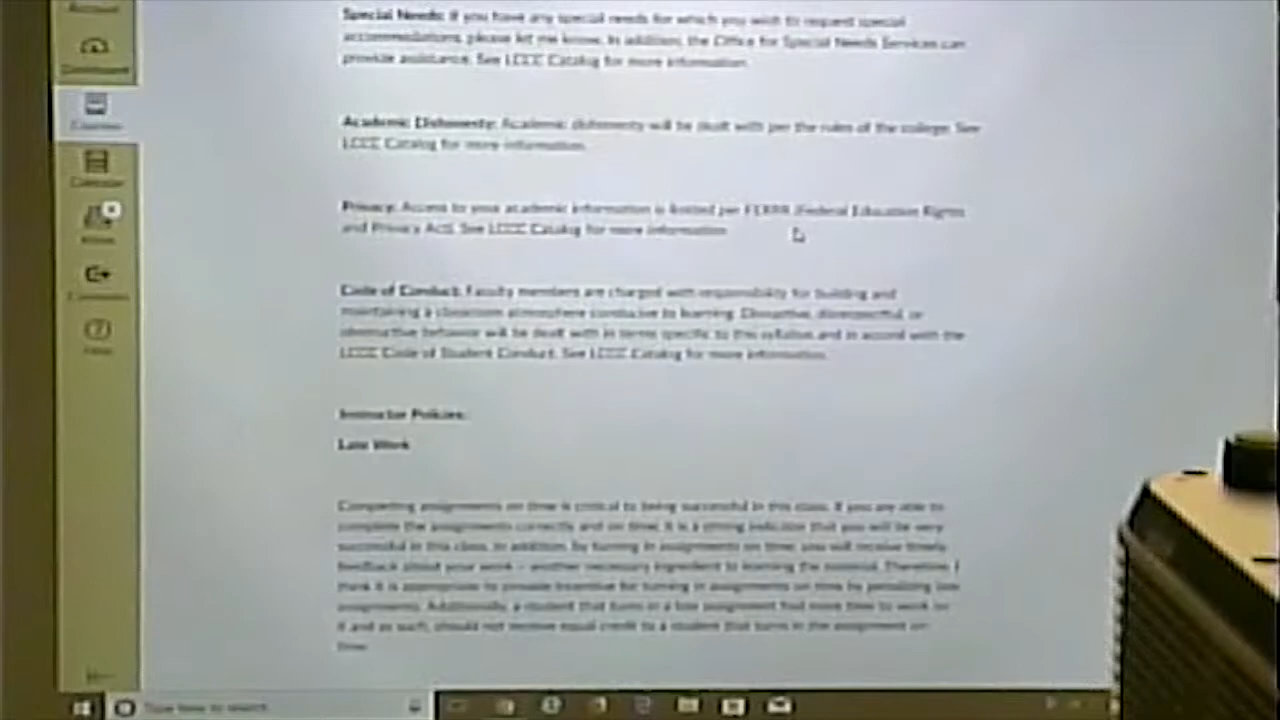 Account
Dashboard
Courses
Calendar
Inbox
Commons
Help
Special Needs: If you have any special needs for which you wish to request special
accommodations, please let me know. In addition, the Office for Special Needs Services can
provide assistance. See LCCC Catalog for more information.
Academic Dishonesty: Academic dishonesty will be dealt with per the rules of the college. See
LCCC Catalog for more information.
Privacy: Access to your academic information is limited per FERPA (Federal Education Rights
and Privacy Act). See LCCC Catalog for more information.
Code of Conduct: Faculty members are charged with responsibility for building and
maintaining a classroom atmosphere conducive to learning. Disruptive, disrespectful, or
obstructive behavior will be dealt with in terms specific to this syllabus and in accord with the
LCCC Code of Student Conduct. See LCCC Catalog for more information.
Instructor Policies:
Late Work
Completing assignments on time is critical to being successful in this class. If you are able to
complete the assignments correctly and on time, it is a strong indicator that you will be very
successful in this class. In addition, by turning in assignments on time, you will receive timely
feedback about your work – another necessary ingredient to learning the material. Therefore, I
think it is appropriate to provide incentive for turning in assignments on time by penalizing late
assignments. Additionally, a student that turns in a late assignment had more time to work on
it and as such, should not receive equal credit to a student that turns in the assignment on
time.
Type here to search